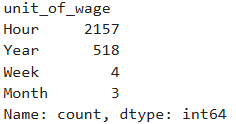 unit_of_wage
Hour 2157
Year 518
Week 4
Month 3
Name: count, dtype: int64